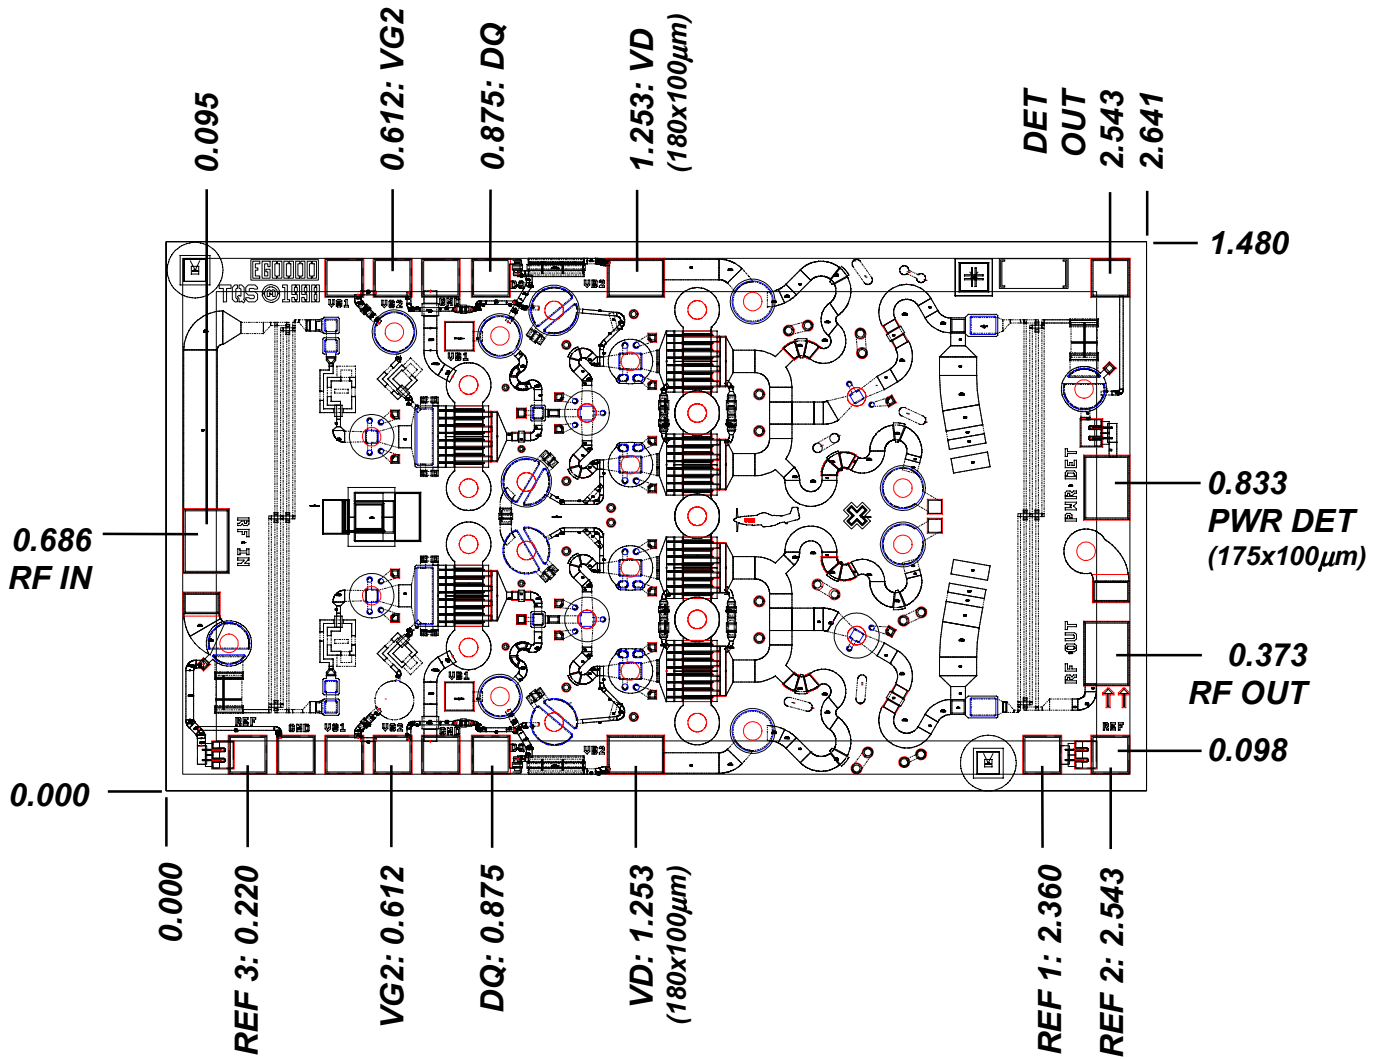 0.095
0.612: VG2
0.875: DQ
1.253: VD
(180x100µm)
DET
OUT
2.543
2.641
1.480
EG0000
TQS Ⓜ 1998
VG1
VG2
GND
DQ
VD2
VB1
RF-IN
PWR-DET
0.833
PWR DET
(175x100µm)
0.686
RF IN
RF OUT
0.373
RF OUT
VB1
REF
GND
VG1
VG2
GND
DQ
VD2
REF
0.098
0.000
0.000
REF 3: 0.220
VG2: 0.612
DQ: 0.875
VD: 1.253
(180x100µm)
REF 1: 2.360
REF 2: 2.543